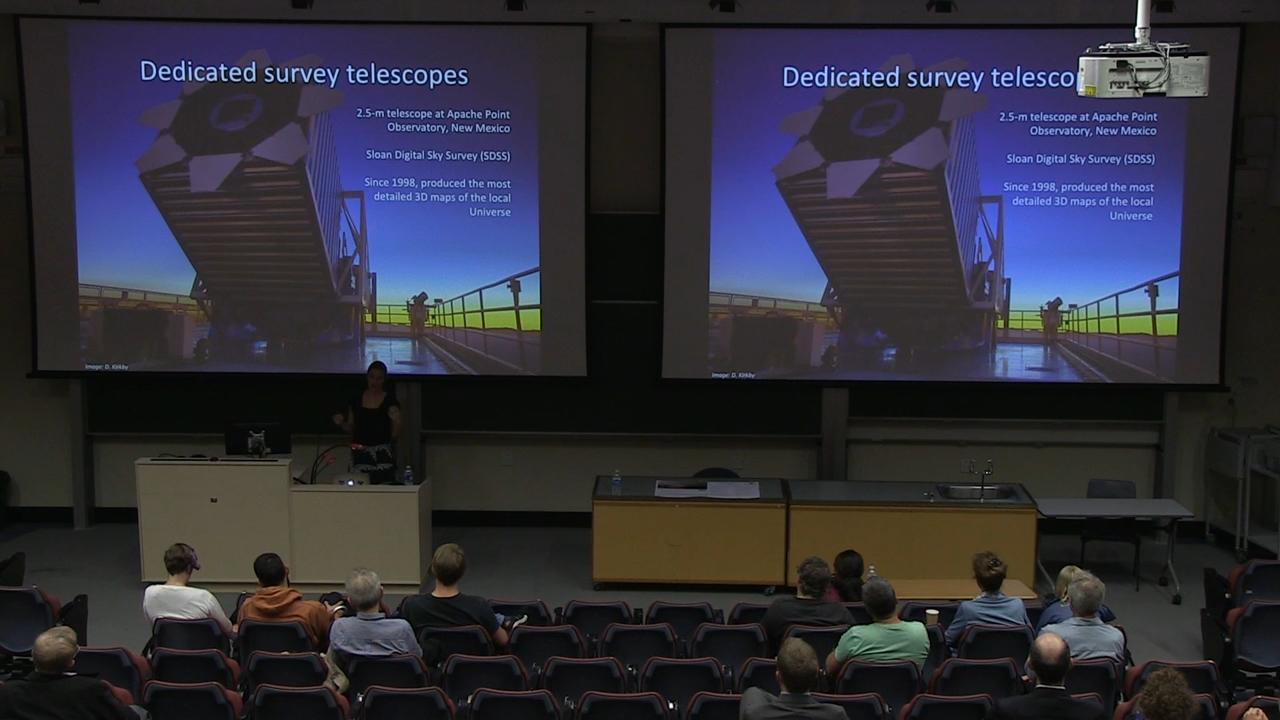 Dedicated survey telescopes
2.5-m telescope at Apache Point
Observatory, New Mexico
Sloan Digital Sky Survey (SDSS)
Since 1998, produced the most
detailed 3D maps of the local
Universe
Image: D. Kirkby
Dedicated survey telesco
2.5-m telescope at Apache Point
Observatory, New Mexico
Sloan Digital Sky Survey (SDSS)
Since 1998, produced the most
detailed 3D maps of the local
Universe
Image: D. Kirkby